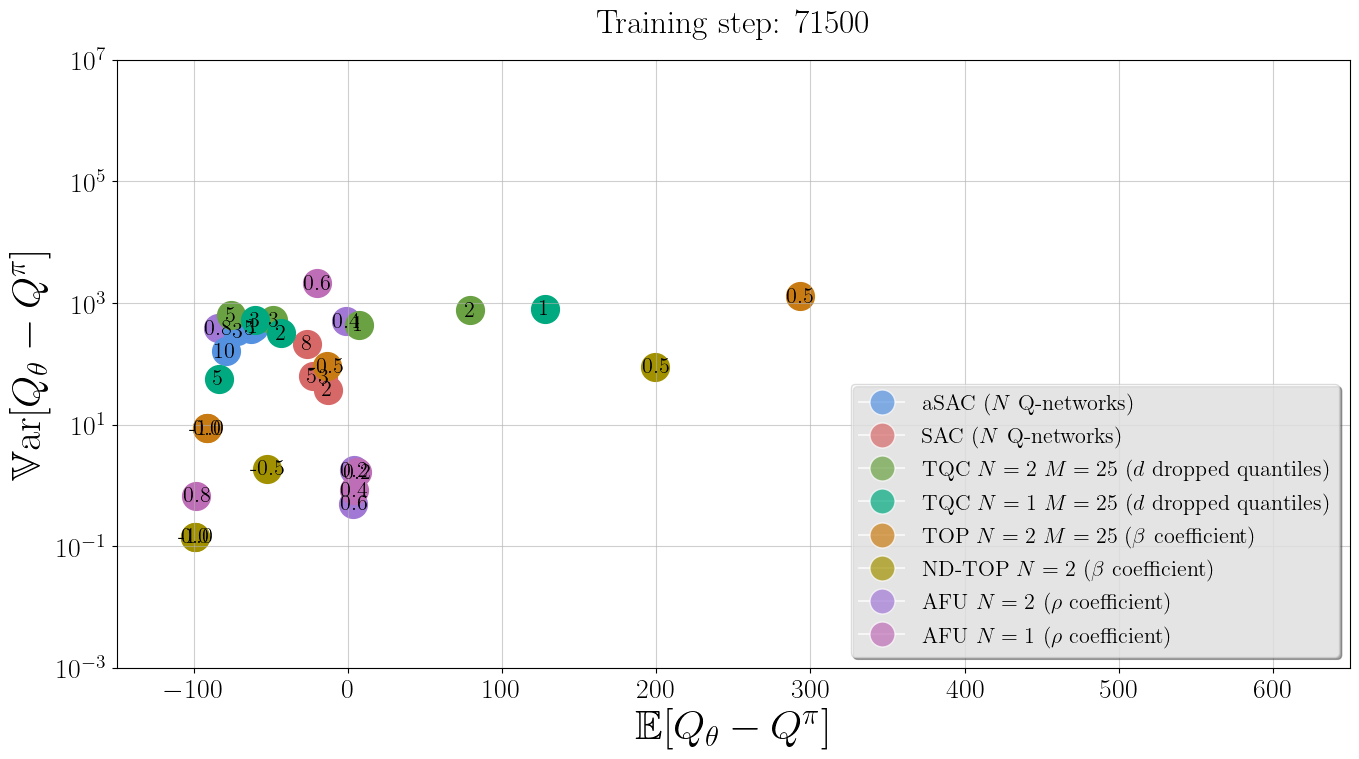 Training step: 71500
10^7
10^5
10^3
10^1
10^{-1}
10^{-3}
𝕍ar[Q_θ − Q^π]
0.6
0.5
2
1
5
3
3
0.4
0.8
3
5
2
8
10
0.5
0.5
5
5
3
2
-1.0
-0.5
0.2
0.2
0.4
0.6
0.8
-1.0
aSAC (N Q-networks)
SAC (N Q-networks)
TQC N = 2 M = 25 (d dropped quantiles)
TQC N = 1 M = 25 (d dropped quantiles)
TOP N = 2 M = 25 (β coefficient)
ND-TOP N = 2 (β coefficient)
AFU N = 2 (ρ coefficient)
AFU N = 1 (ρ coefficient)
−100 0 100 200 300 400 500 600
𝔼[Q_θ − Q^π]